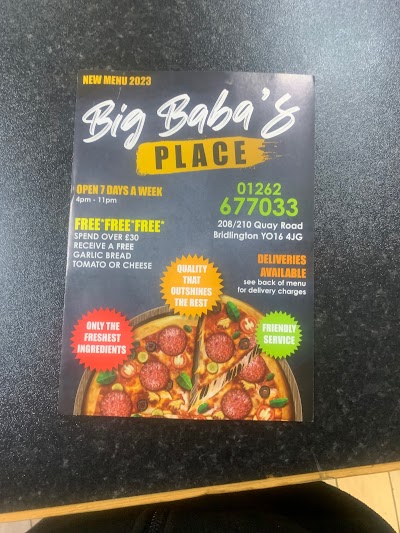 NEW MENU 2023
Big Baba's
PLACE
OPEN 7 DAYS A WEEK
4pm - 11pm
01262
677033
208/210 Quay Road
Bridlington YO16 4JG
FREE*FREE*FREE*
SPEND OVER £30
RECEIVE A FREE
GARLIC BREAD
TOMATO OR CHEESE
DELIVERIES
AVAILABLE
see back of menu
for delivery charges
QUALITY
THAT
OUTSHINES
THE REST
ONLY THE
FRESHEST
INGREDIENTS
FRIENDLY
SERVICE